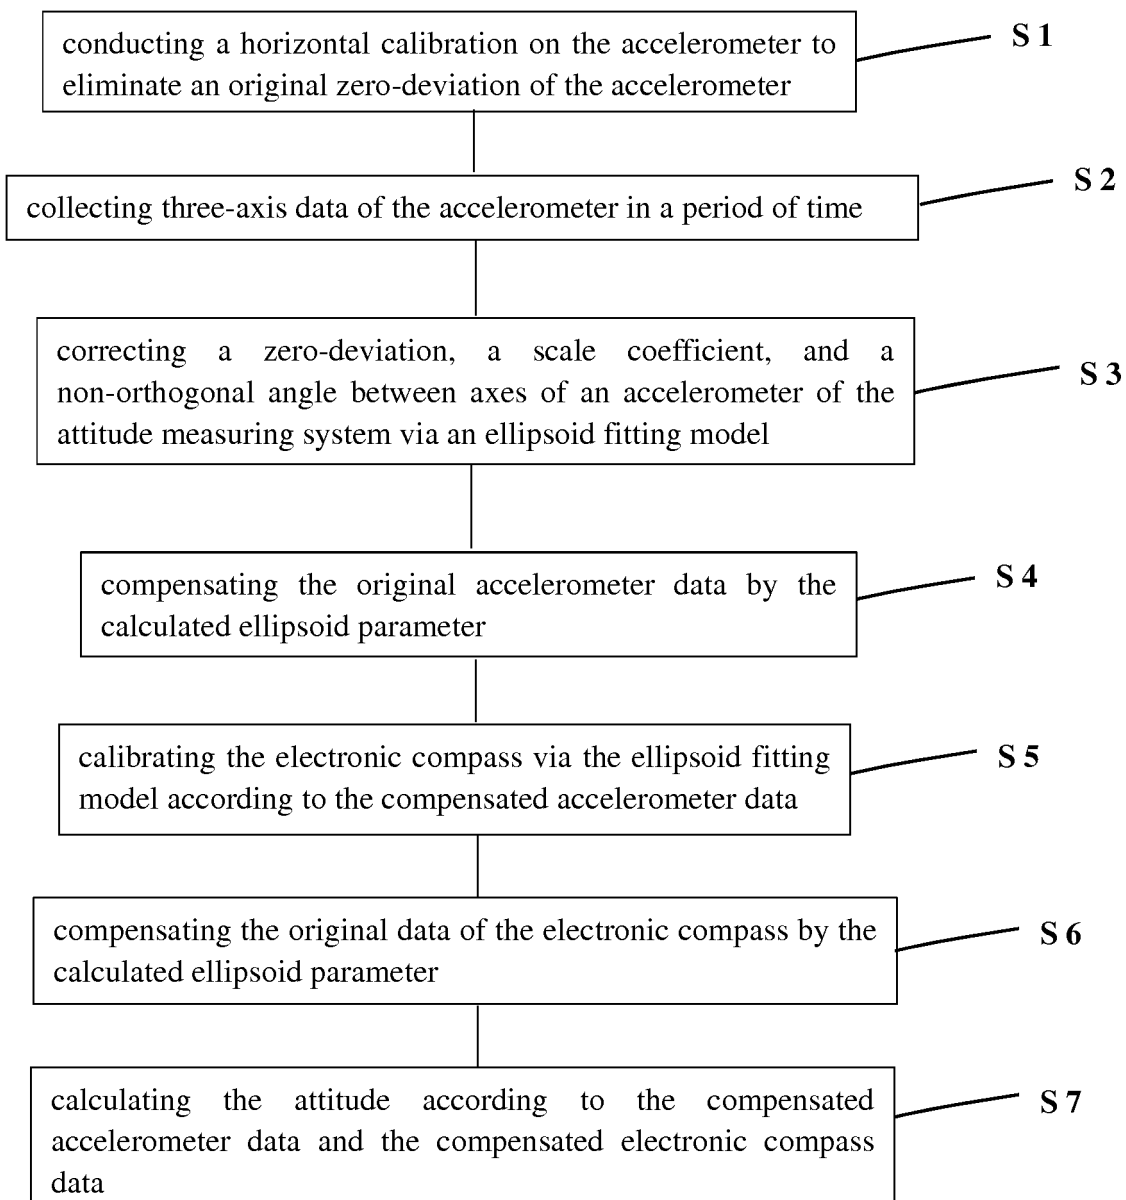 conducting a horizontal calibration on the accelerometer to
eliminate an original zero-deviation of the accelerometer
S 1
collecting three-axis data of the accelerometer in a period of time
S 2
correcting a zero-deviation, a scale coefficient, and a
non-orthogonal angle between axes of an accelerometer of the
attitude measuring system via an ellipsoid fitting model
S 3
compensating the original accelerometer data by the
calculated ellipsoid parameter
S 4
calibrating the electronic compass via the ellipsoid fitting
model according to the compensated accelerometer data
S 5
compensating the original data of the electronic compass by the
calculated ellipsoid parameter
S 6
calculating the attitude according to the compensated
accelerometer data and the compensated electronic compass
data
S 7